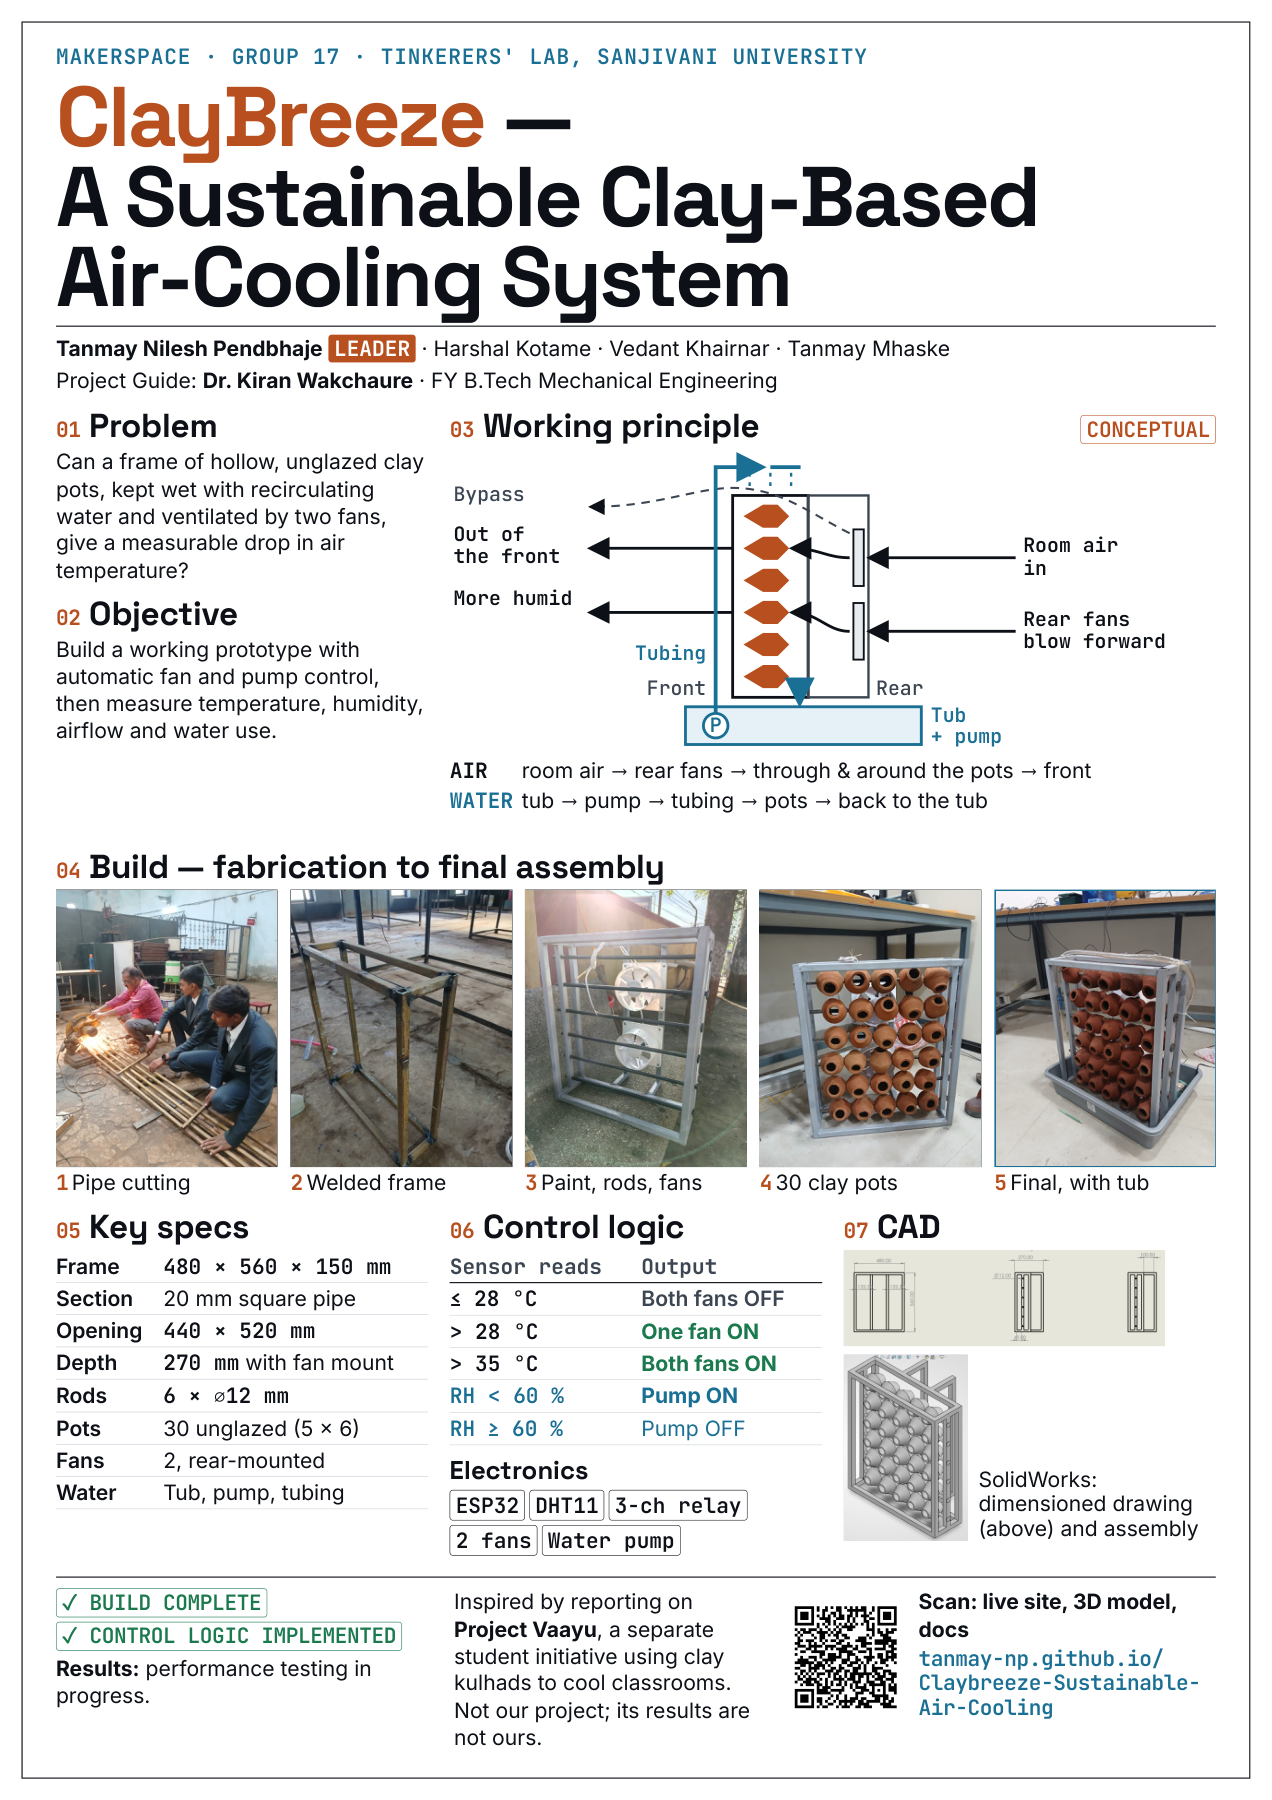 MAKERSPACE · GROUP 17 · TINKERERS' LAB, SANJIVANI UNIVERSITY
ClayBreeze —
A Sustainable Clay-Based
Air-Cooling System
Tanmay Nilesh Pendbhaje LEADER · Harshal Kotame · Vedant Khairnar · Tanmay Mhaske
Project Guide: Dr. Kiran Wakchaure · FY B.Tech Mechanical Engineering
01 Problem
Can a frame of hollow, unglazed clay
pots, kept wet with recirculating
water and ventilated by two fans,
give a measurable drop in air
temperature?
02 Objective
Build a working prototype with
automatic fan and pump control,
then measure temperature, humidity,
airflow and water use.
03 Working principle
CONCEPTUAL
Bypass
Out of
the front
More humid
Room air
in
Rear fans
blow forward
Tubing
Front
Rear
P
Tub
+ pump
AIR room air → rear fans → through & around the pots → front
WATER tub → pump → tubing → pots → back to the tub
04 Build — fabrication to final assembly
1 Pipe cutting
2 Welded frame
3 Paint, rods, fans
4 30 clay pots
5 Final, with tub
05 Key specs
Frame 480 × 560 × 150 mm
Section 20 mm square pipe
Opening 440 × 520 mm
Depth 270 mm with fan mount
Rods 6 × ⌀12 mm
Pots 30 unglazed (5 × 6)
Fans 2, rear-mounted
Water Tub, pump, tubing
06 Control logic
Sensor reads Output
≤ 28 °C Both fans OFF
> 28 °C One fan ON
> 35 °C Both fans ON
RH < 60 % Pump ON
RH ≥ 60 % Pump OFF
Electronics
ESP32 DHT11 3-ch relay
2 fans Water pump
07 CAD
SolidWorks:
dimensioned drawing
(above) and assembly
✓ BUILD COMPLETE
✓ CONTROL LOGIC IMPLEMENTED
Results: performance testing in
progress.
Inspired by reporting on
Project Vaayu, a separate
student initiative using clay
kulhads to cool classrooms.
Not our project; its results are
not ours.
Scan: live site, 3D model,
docs
tanmay-np.github.io/
Claybreeze-Sustainable-
Air-Cooling